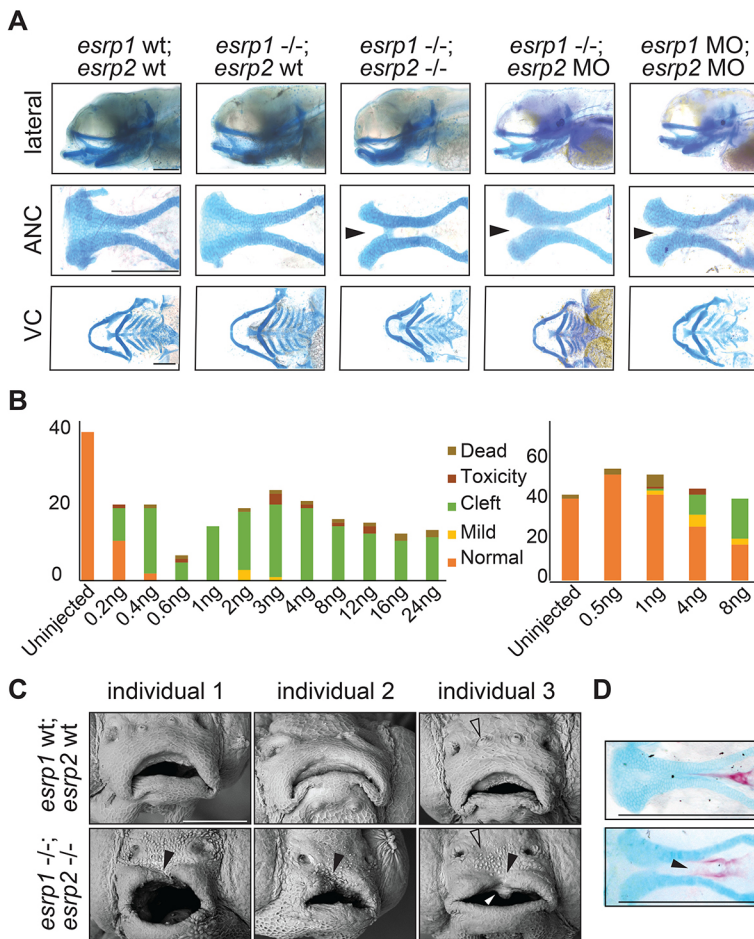 A
esrp1 wt;
esrp2 wt
esrp1 -/-;
esrp2 wt
esrp1 -/-;
esrp2 -/-
esrp1 -/-;
esrp2 MO
esrp1 MO;
esrp2 MO
lateral
ANC
VC
B
40
20
0
Uninjected
0.2ng
0.4ng
0.6ng
1ng
2ng
3ng
4ng
8ng
12ng
16ng
24ng
Dead
Toxicity
Cleft
Mild
Normal
60
40
20
0
Uninjected
0.5ng
1ng
4ng
8ng
C
individual 1
individual 2
individual 3
esrp1 wt;
esrp2 wt
esrp1 -/-;
esrp2 -/-
D